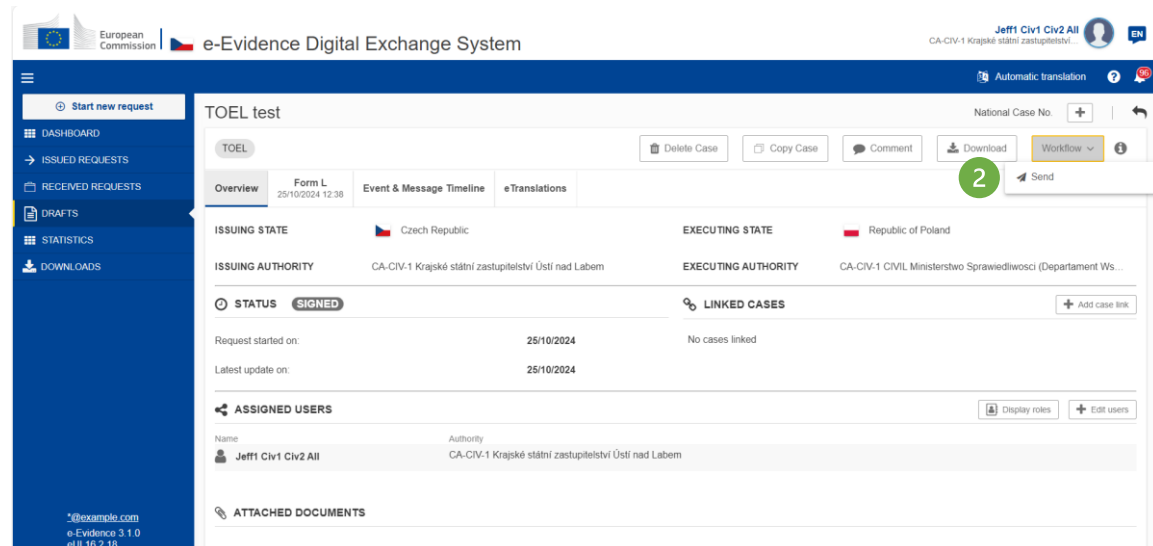 European
Commission
e-Evidence Digital Exchange System
Jeff1 Civ1 Civ2 All
CA-CIV-1 Krajské státní zastupitelství...
EN
Automatic translation
96
Start new request
DASHBOARD
ISSUED REQUESTS
RECEIVED REQUESTS
DRAFTS
STATISTICS
DOWNLOADS
*@example.com
e-Evidence 3.1.0
eUI 16.2.18
TOEL test
National Case No.
TOEL
Delete Case
Copy Case
Comment
Download
Workflow
2
Send
Overview
Form L
25/10/2024 12:38
Event & Message Timeline
eTranslations
ISSUING STATE
Czech Republic
EXECUTING STATE
Republic of Poland
ISSUING AUTHORITY
CA-CIV-1 Krajské státní zastupitelství Ústí nad Labem
EXECUTING AUTHORITY
CA-CIV-1 CIVIL Ministerstwo Sprawiedliwosci (Departament Ws...
STATUS SIGNED
LINKED CASES
Add case link
Request started on:
25/10/2024
No cases linked
Latest update on:
25/10/2024
ASSIGNED USERS
Display roles
Edit users
Name
Authority
Jeff1 Civ1 Civ2 All
CA-CIV-1 Krajské státní zastupitelství Ústí nad Labem
ATTACHED DOCUMENTS